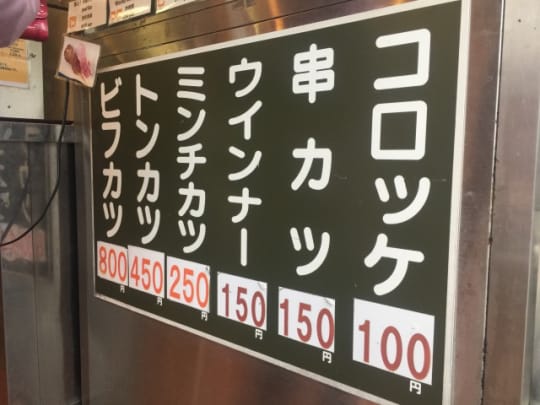 コロッケ 100円
串カツ 150円
ウインナー 150円
ミンチカツ 250円
トンカツ 450円
ビフカツ 800円